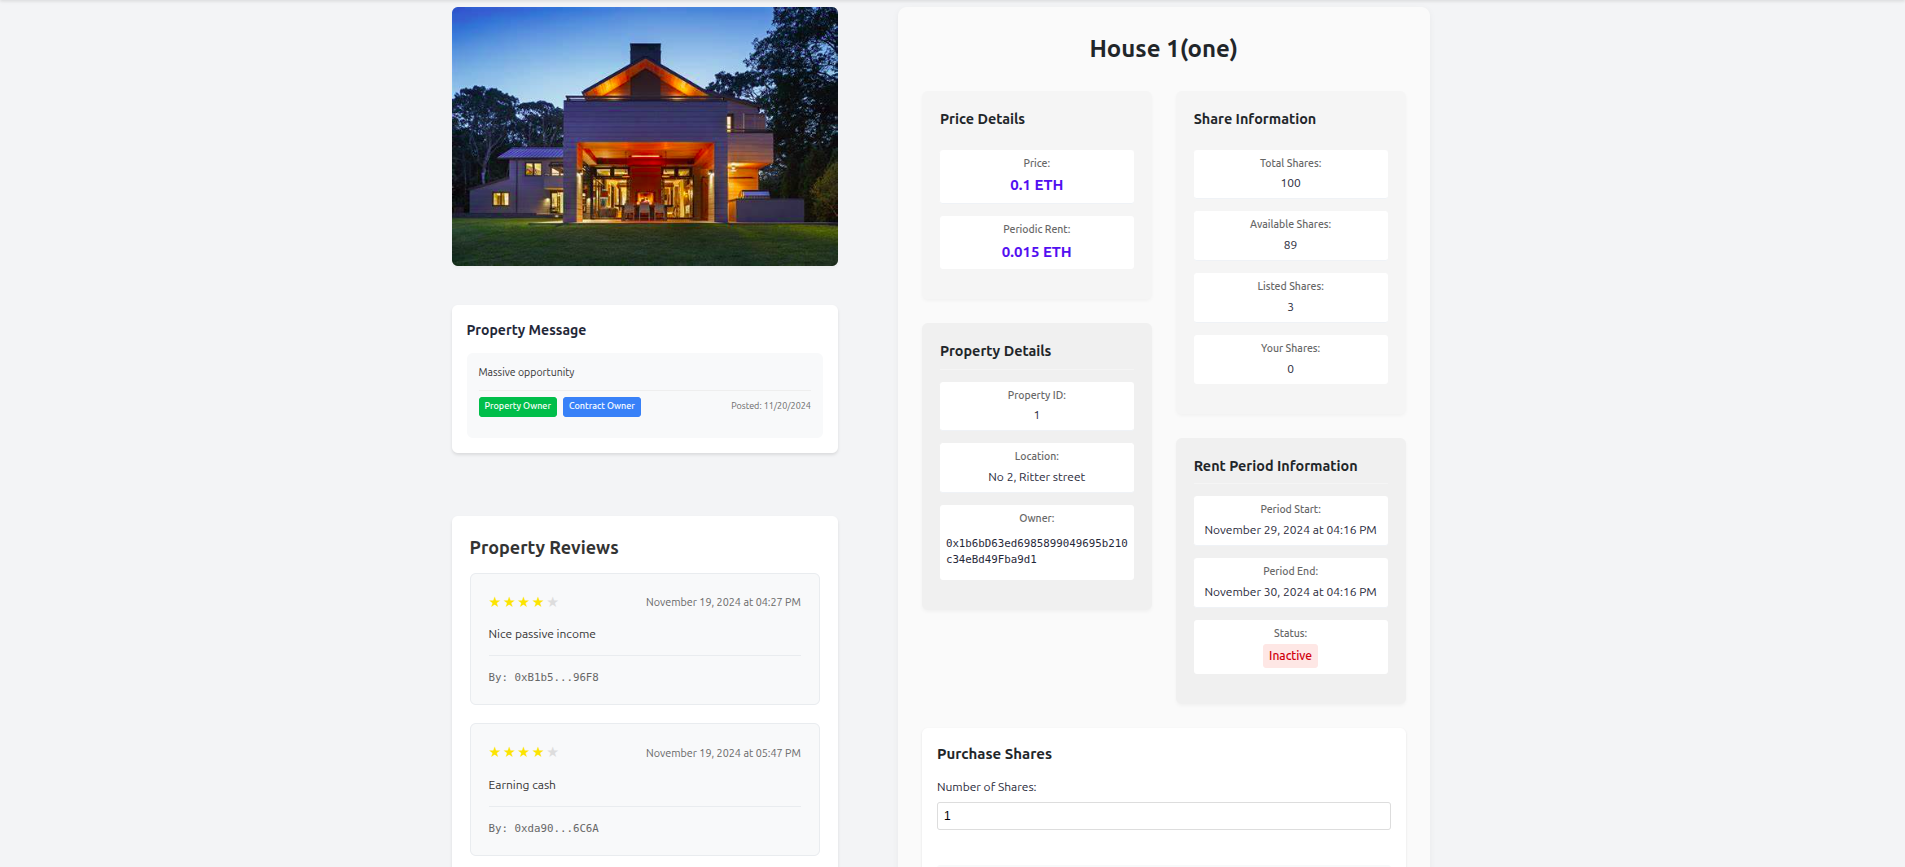 Property Message
Massive opportunity
Property Owner Contract Owner Posted: 11/20/2024
Property Reviews
★★★★★ November 19, 2024 at 04:27 PM
Nice passive income
By: 0xB1b5...96F8
★★★★★ November 19, 2024 at 05:47 PM
Earning cash
By: 0xda90...6C6A
House 1(one)
Price Details
Price:
0.1 ETH
Periodic Rent:
0.015 ETH
Property Details
Property ID:
1
Location:
No 2, Ritter street
Owner:
0x1b6bD63ed6985899049695b210
c34eBd49Fba9d1
Share Information
Total Shares:
100
Available Shares:
89
Listed Shares:
3
Your Shares:
0
Rent Period Information
Period Start:
November 29, 2024 at 04:16 PM
Period End:
November 30, 2024 at 04:16 PM
Status:
Inactive
Purchase Shares
Number of Shares:
1